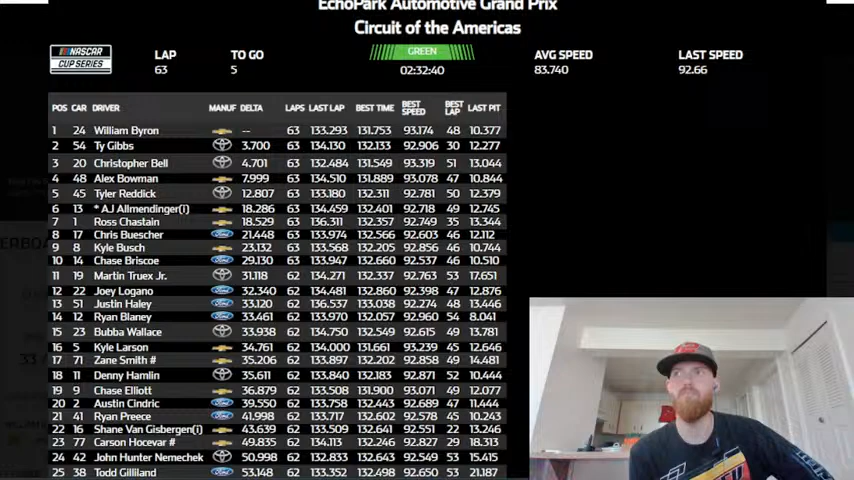 EchoPark Automotive Grand Prix
Circuit of the Americas
NASCAR
CUP SERIES
LAP TO GO GREEN AVG SPEED LAST SPEED
63 5 02:32:40 83.740 92.66
POS CAR DRIVER MANUF DELTA LAPS LAST LAP BEST TIME BEST SPEED BEST LAP LAST PIT
1 24 William Byron -- 63 133.293 131.753 93.174 48 10.377
2 54 Ty Gibbs 3.700 63 134.130 132.133 92.906 30 12.277
3 20 Christopher Bell 4.701 63 132.484 131.549 93.319 51 13.044
4 48 Alex Bowman 7.999 63 134.510 131.889 93.078 47 10.844
5 45 Tyler Reddick 12.807 63 133.180 132.311 92.781 50 12.379
6 13 * AJ Allmendinger(i) 18.286 63 134.459 132.401 92.718 49 12.745
7 1 Ross Chastain 18.529 63 136.311 132.357 92.749 35 13.344
8 17 Chris Buescher 21.448 63 133.974 132.566 92.603 46 12.112
9 8 Kyle Busch 23.132 63 133.568 132.205 92.856 46 10.744
10 14 Chase Briscoe 29.130 63 133.947 132.660 92.537 46 10.510
11 19 Martin Truex Jr. 31.118 62 134.271 132.337 92.763 53 17.651
12 22 Joey Logano 32.340 62 134.481 132.860 92.398 47 12.876
13 51 Justin Haley 33.120 62 136.537 133.038 92.274 48 13.446
14 12 Ryan Blaney 33.461 62 133.970 132.057 92.960 54 8.041
15 23 Bubba Wallace 33.938 62 134.750 132.549 92.615 49 13.781
16 5 Kyle Larson 34.761 62 134.000 131.661 93.239 45 12.646
17 71 Zane Smith # 35.206 62 133.897 132.202 92.858 49 14.481
18 11 Denny Hamlin 35.611 62 133.840 132.183 92.871 52 10.444
19 9 Chase Elliott 36.879 62 133.508 131.900 93.071 49 12.077
20 2 Austin Cindric 39.550 62 133.758 132.443 92.689 47 11.444
21 41 Ryan Preece 41.998 62 133.717 132.602 92.578 45 10.243
22 16 Shane Van Gisbergen(i) 43.639 62 133.509 132.641 92.551 22 13.246
23 77 Carson Hocevar # 49.835 62 134.113 132.246 92.827 29 18.313
24 42 John Hunter Nemechek 50.998 62 132.833 132.643 92.549 53 15.415
25 38 Todd Gilliland 53.148 62 133.352 132.498 92.650 53 21.187